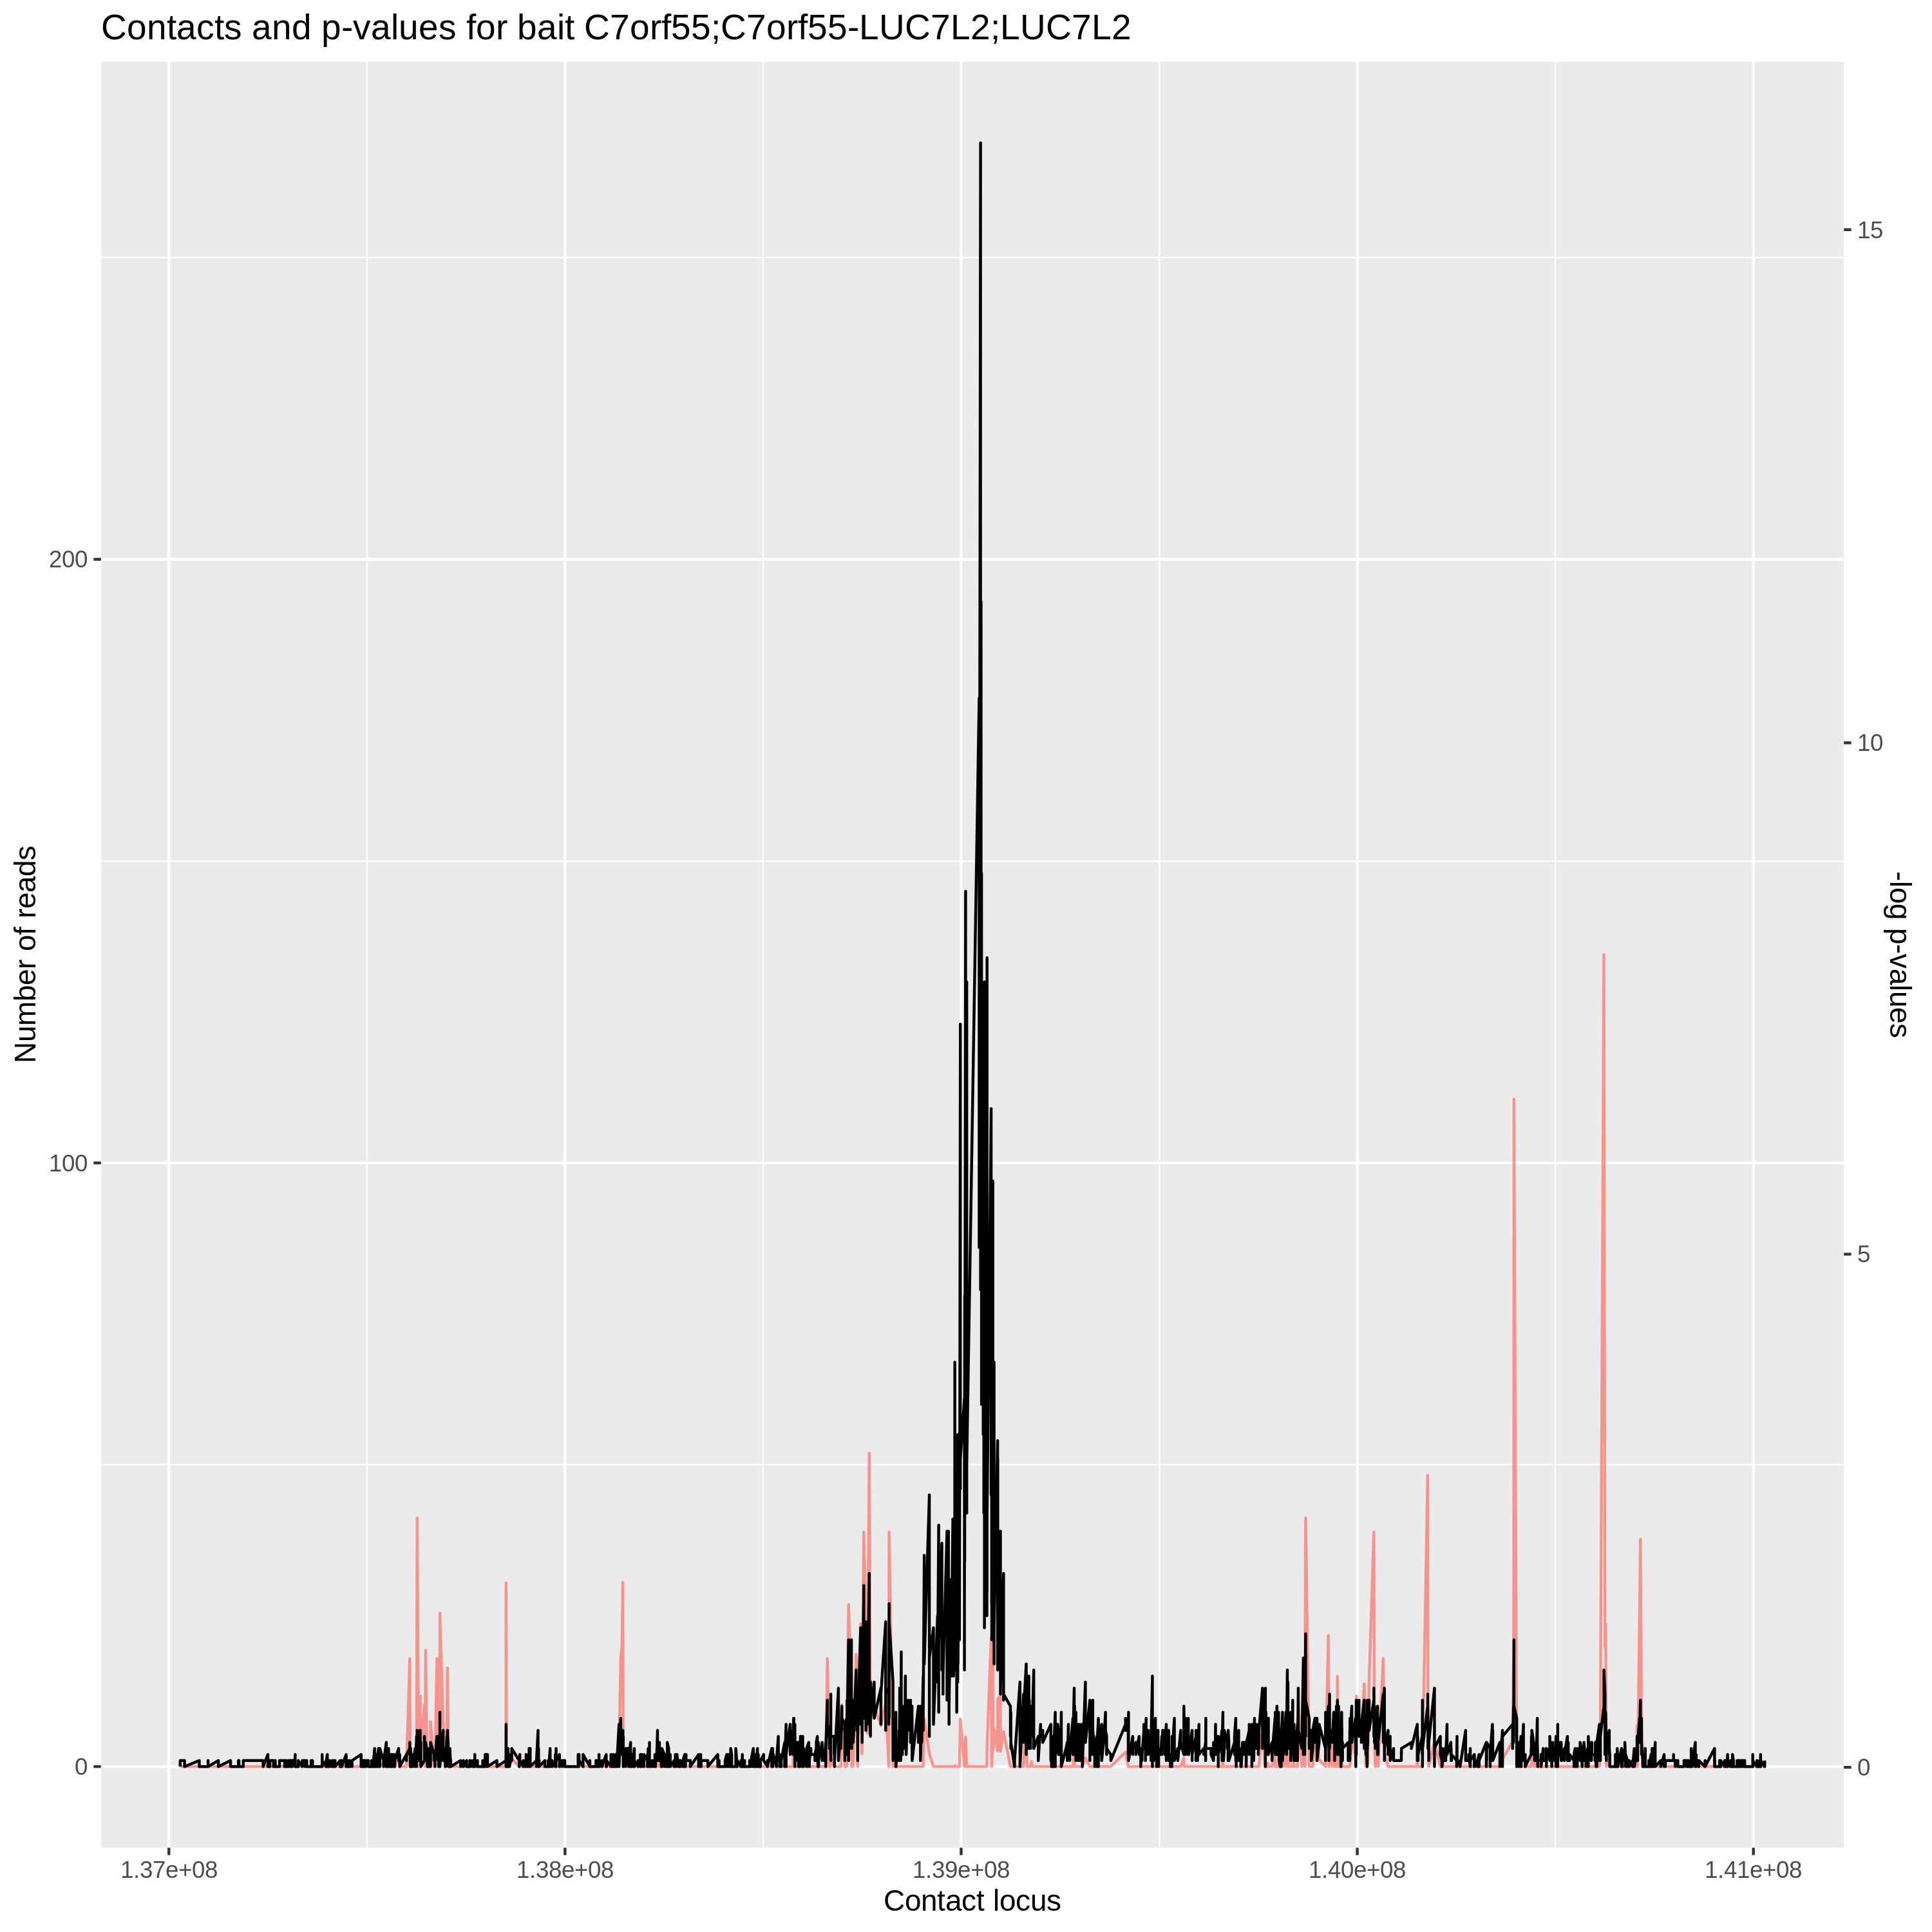 Contacts and p-values for bait C7orf55;C7orf55-LUC7L2;LUC7L2
Number of reads
200
100
0
15
10
5
0
-log p-values
1.37e+08
1.38e+08
1.39e+08
1.40e+08
1.41e+08
Contact locus